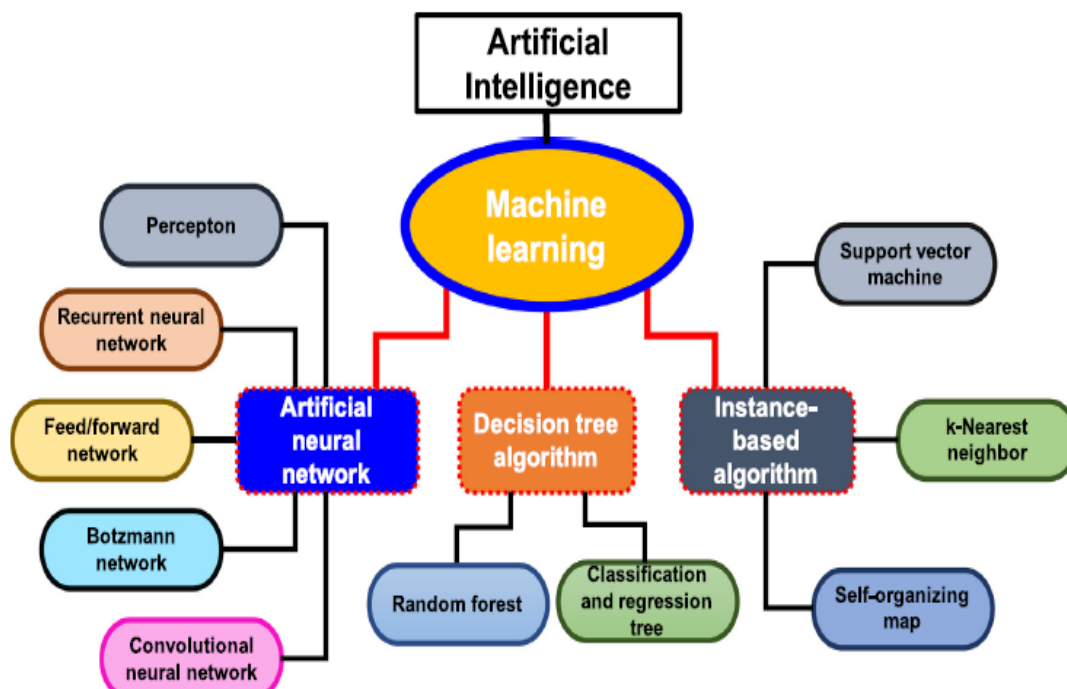 Artificial
Intelligence
Machine
learning
Percepton
Recurrent neural
network
Feed/forward
network
Botzmann
network
Convolutional
neural network
Artificial
neural
network
Decision tree
algorithm
Random forest
Classification
and regression
tree
Instance-
based
algorithm
Support vector
machine
k-Nearest
neighbor
Self-organizing
map